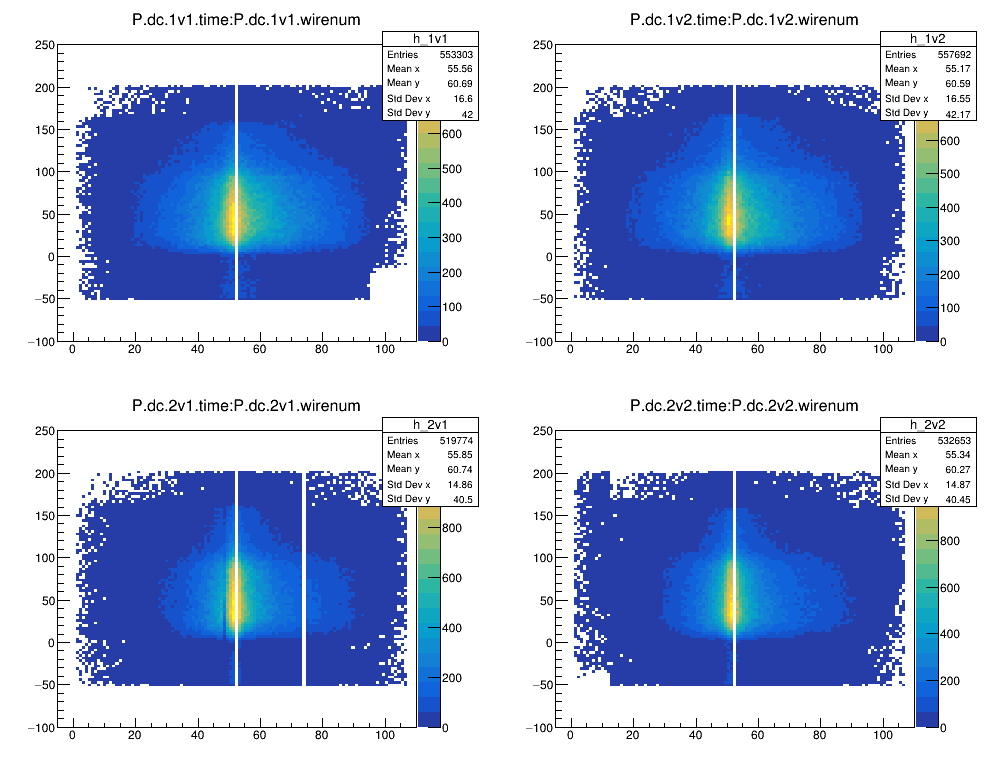 P.dc.1v1.time:P.dc.1v1.wirenum
h_1v1
Entries 553303
Mean x 55.56
Mean y 60.69
Std Dev x 16.6
Std Dev y 42
250
200
150
100
50
0
−50
−100
0 20 40 60 80 100
600
500
400
300
200
100
0
P.dc.1v2.time:P.dc.1v2.wirenum
h_1v2
Entries 557692
Mean x 55.17
Mean y 60.59
Std Dev x 16.55
Std Dev y 42.17
250
200
150
100
50
0
−50
−100
0 20 40 60 80 100
600
500
400
300
200
100
0
P.dc.2v1.time:P.dc.2v1.wirenum
h_2v1
Entries 519774
Mean x 55.85
Mean y 60.74
Std Dev x 14.86
Std Dev y 40.5
250
200
150
100
50
0
−50
−100
0 20 40 60 80 100
800
600
400
200
0
P.dc.2v2.time:P.dc.2v2.wirenum
h_2v2
Entries 532653
Mean x 55.34
Mean y 60.27
Std Dev x 14.87
Std Dev y 40.45
250
200
150
100
50
0
−50
−100
0 20 40 60 80 100
800
600
400
200
0